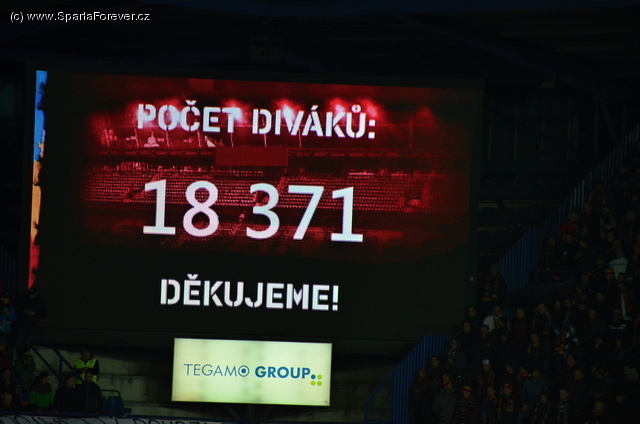 (c) www.SpartaForever.cz
POČET DIVÁKŮ:
18 371
DĚKUJEME!
TEGAMO GROUP